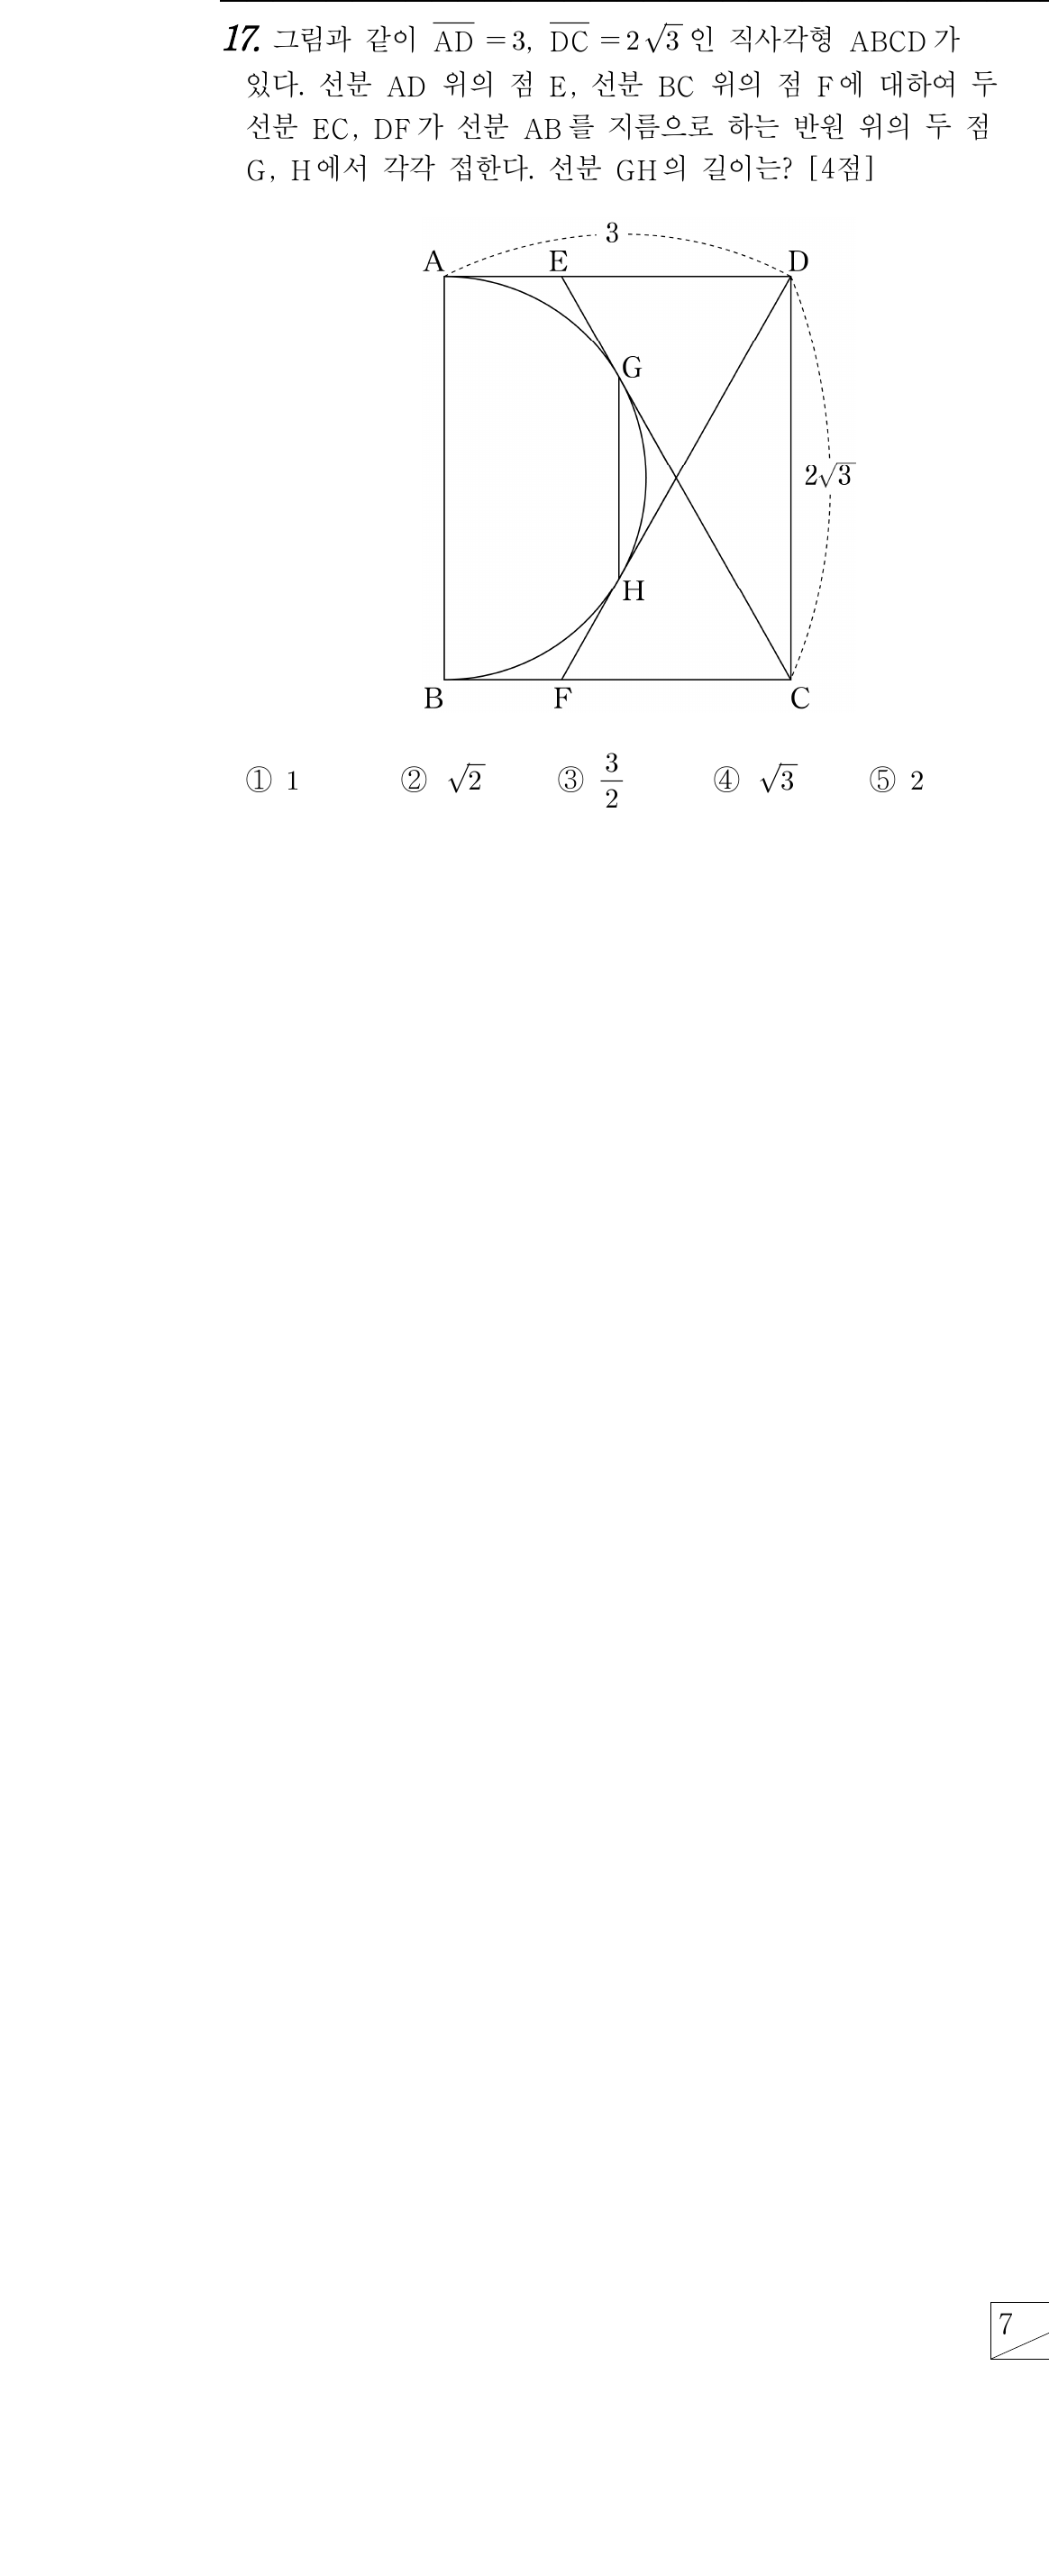 17. 그림과 같이 $\overline{AD}=3$, $\overline{DC}=2\sqrt{3}$ 인 직사각형 ABCD가
있다. 선분 AD 위의 점 E, 선분 BC 위의 점 F에 대하여 두
선분 EC, DF가 선분 AB를 지름으로 하는 반원 위의 두 점
G, H에서 각각 접한다. 선분 GH의 길이는? [4점]
3
A E D
G
2√3
H
B F C
① 1 ② √2 ③ 3/2 ④ √3 ⑤ 2
7